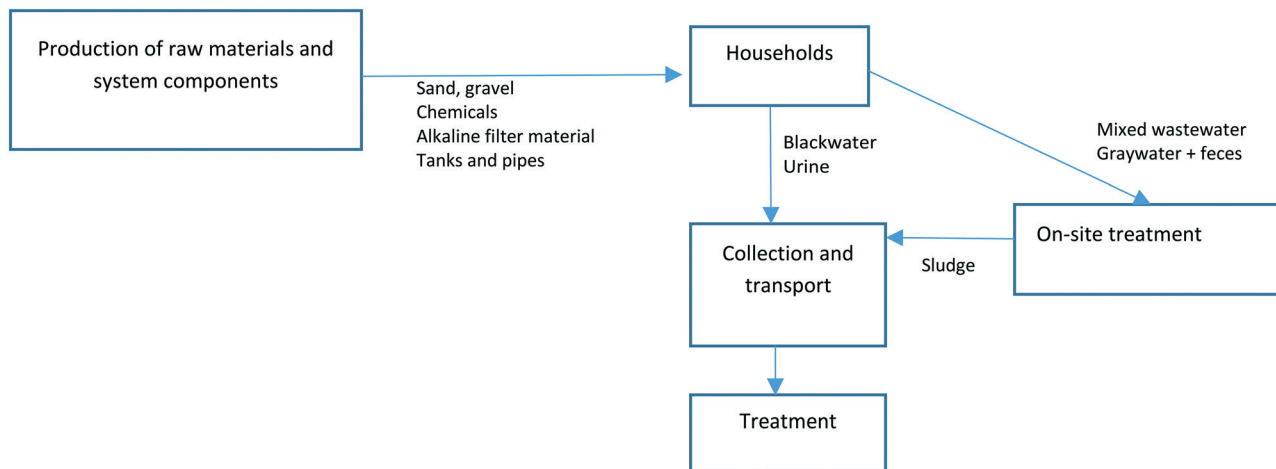 Production of raw materials and
system components
Households
Sand, gravel
Chemicals
Alkaline filter material
Tanks and pipes
Blackwater
Urine
Mixed wastewater
Graywater + feces
On-site treatment
Collection and
transport
Sludge
Treatment